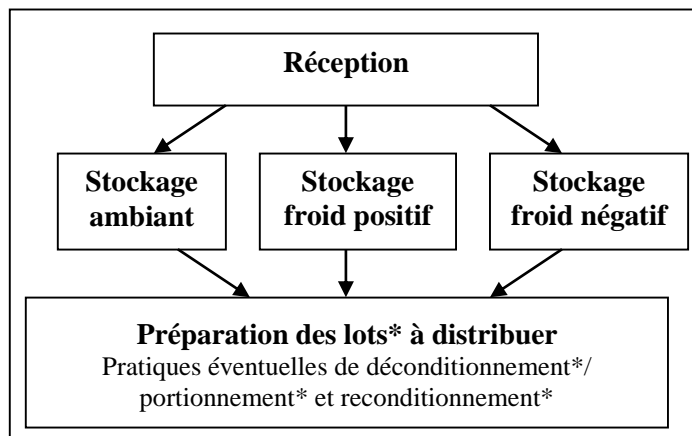 Réception
Stockage
ambiant
Stockage
froid positif
Stockage
froid négatif
Préparation des lots* à distribuer
Pratiques éventuelles de déconditionnement*/
portionnement* et reconditionnement*